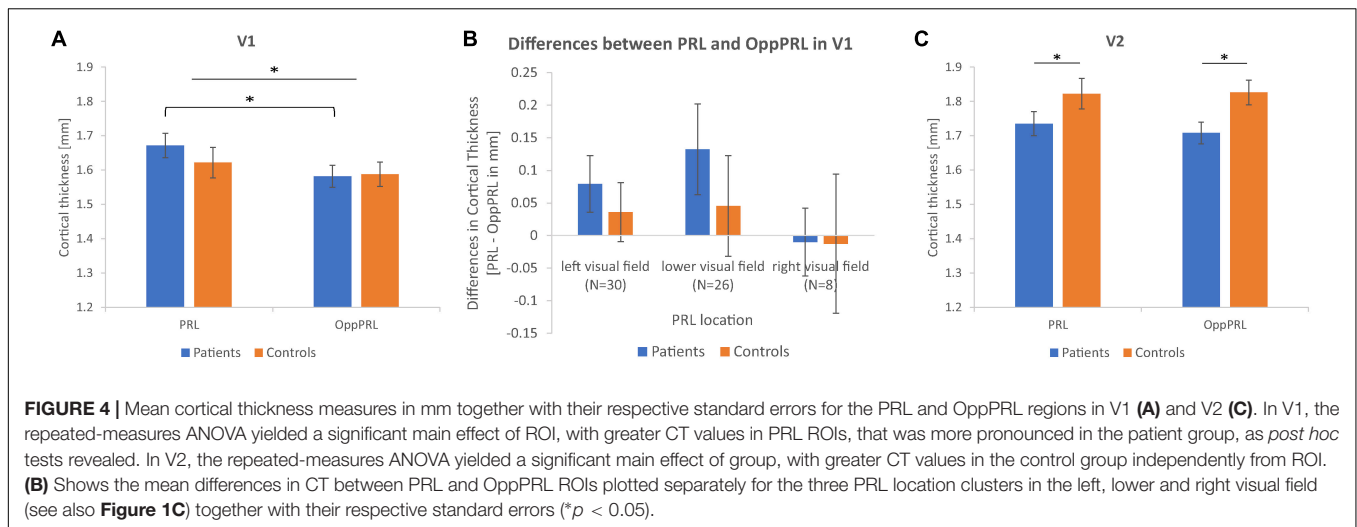 A
V1
*
*
Cortical thickness [mm]
1.9
1.8
1.7
1.6
1.5
1.4
1.3
1.2
PRL
OppPRL
Patients
Controls
B
Differences between PRL and OppPRL in V1
Differences in Cortical Thickness
[PRL - OppPRL in mm]
0.25
0.2
0.15
0.1
0.05
0
-0.05
-0.1
-0.15
left visual field
(N=30)
lower visual field
(N=26)
right visual field
(N=8)
PRL location
Patients
Controls
C
V2
*
*
Cortical thickness [mm]
1.9
1.8
1.7
1.6
1.5
1.4
1.3
1.2
PRL
OppPRL
Patients
Controls
FIGURE 4 | Mean cortical thickness measures in mm together with their respective standard errors for the PRL and OppPRL regions in V1 (A) and V2 (C). In V1, the
repeated-measures ANOVA yielded a significant main effect of ROI, with greater CT values in PRL ROIs, that was more pronounced in the patient group, as post hoc
tests revealed. In V2, the repeated-measures ANOVA yielded a significant main effect of group, with greater CT values in the control group independently from ROI.
(B) Shows the mean differences in CT between PRL and OppPRL ROIs plotted separately for the three PRL location clusters in the left, lower and right visual field
(see also Figure 1C) together with their respective standard errors (*p < 0.05).